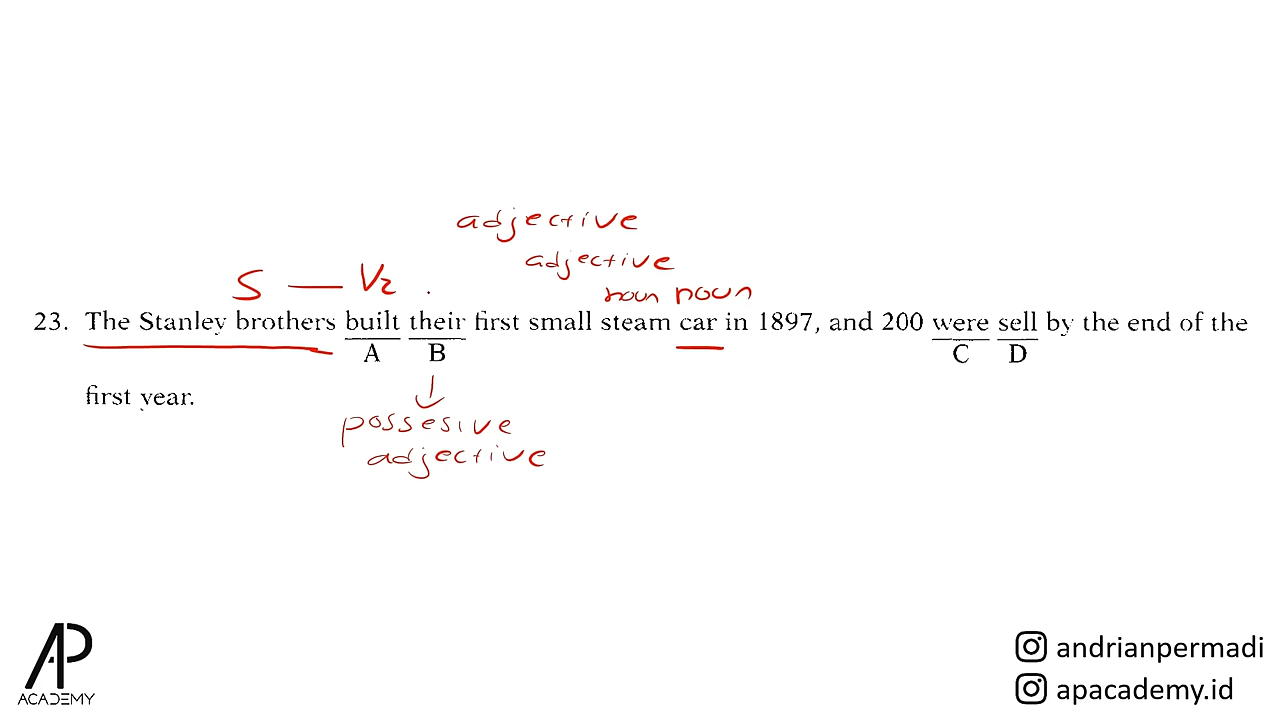 adjective
adjective
noun noun
S — V2
23. The Stanley brothers built their first small steam car in 1897, and 200 were sell by the end of the
A B C D
first year.
possesive
adjective
AP
ACADEMY
andrianpermadi
apacademy.id